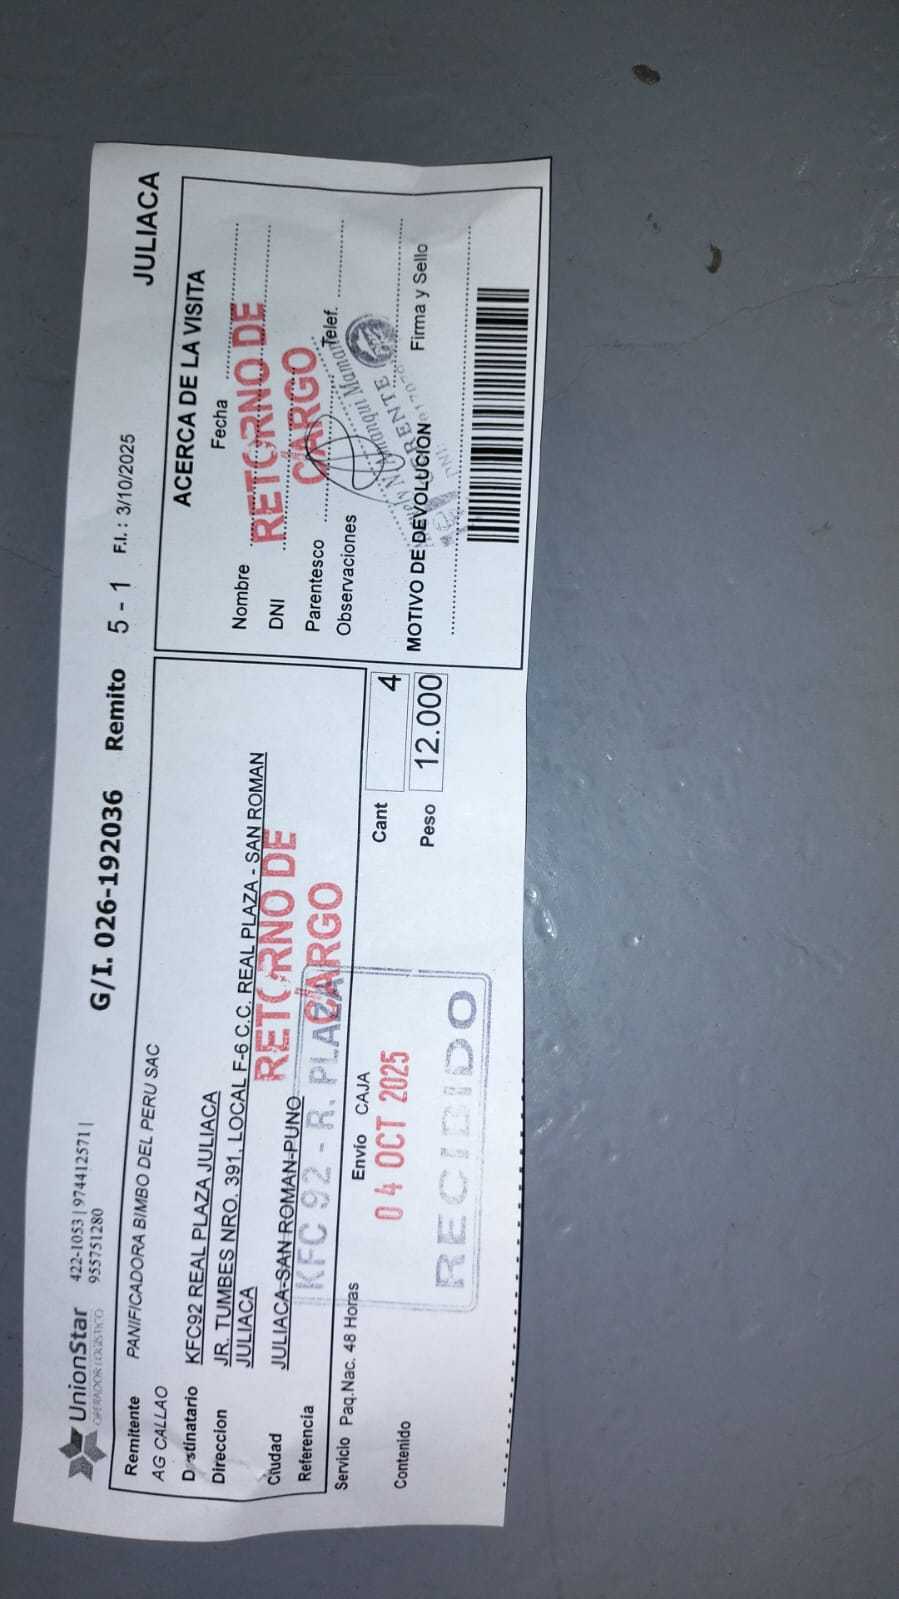 UnionStar
OPERADOR LOGISTICO
422-1053 | 974412571 |
955751280
G/I. 026-192036 Remito 5 - 1 F.I. : 3/10/2025
JULIACA
Remitente PANIFICADORA BIMBO DEL PERU SAC
AG CALLAO
Destinatario KFC92 REAL PLAZA JULIACA
Direccion JR. TUMBES NRO. 391, LOCAL F-6 C.C. REAL PLAZA - SAN ROMAN
JULIACA
Ciudad JULIACA-SAN ROMAN-PUNO
Referencia
RETORNO DE
CARGO
Servicio Paq.Nac. 48 Horas Envío CAJA
Contenido
Cant 4
Peso 12.000
KFC 92 - R. PLAZA
04 OCT 2025
RECIBIDO
ACERCA DE LA VISITA
Fecha
Nombre
DNI
Parentesco Telef.
Observaciones
RETORNO DE
CARGO
Mamani
GERENTE
DNI:
MOTIVO DE DEVOLUCION Firma y Sello